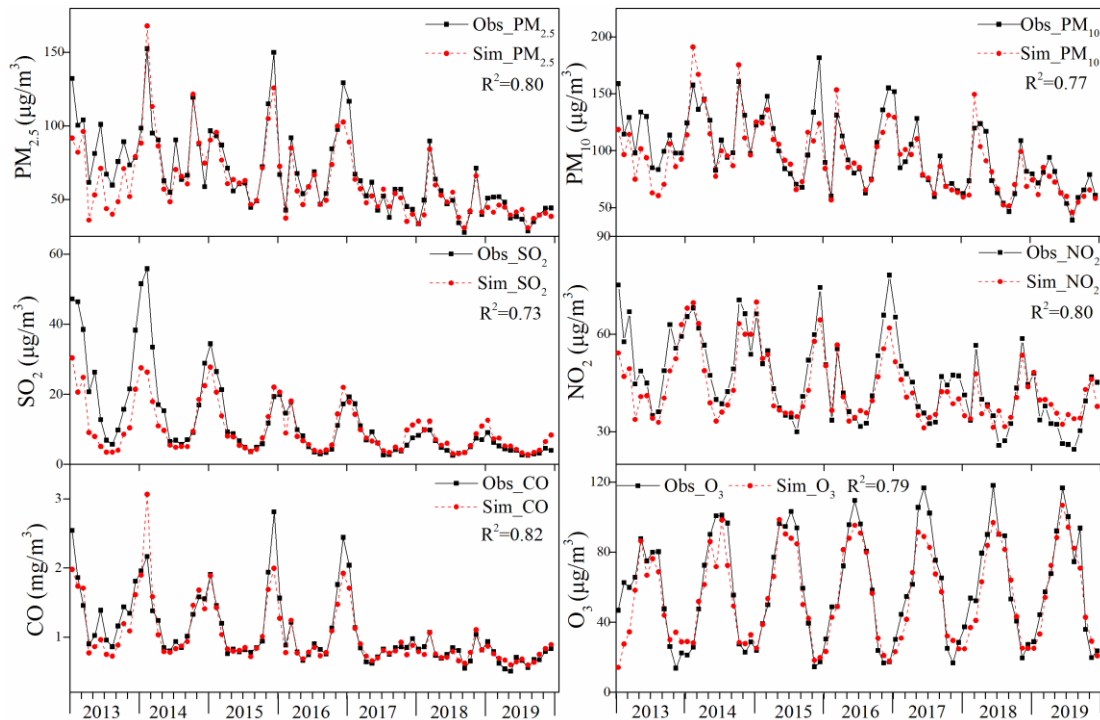 Obs_PM2.5
Sim_PM2.5
R²=0.80
150
100
50
PM2.5 (μg/m³)
Obs_PM10
Sim_PM10
R²=0.77
200
150
100
50
PM10 (μg/m³)
Obs_SO2
Sim_SO2
R²=0.73
60
40
20
0
SO2 (μg/m³)
Obs_NO2
Sim_NO2
R²=0.80
90
60
30
NO2 (μg/m³)
Obs_CO
Sim_CO
R²=0.82
3
2
1
CO (mg/m³)
2013 2014 2015 2016 2017 2018 2019
Obs_O3 Sim_O3 R²=0.79
120
80
40
0
O3 (μg/m³)
2013 2014 2015 2016 2017 2018 2019